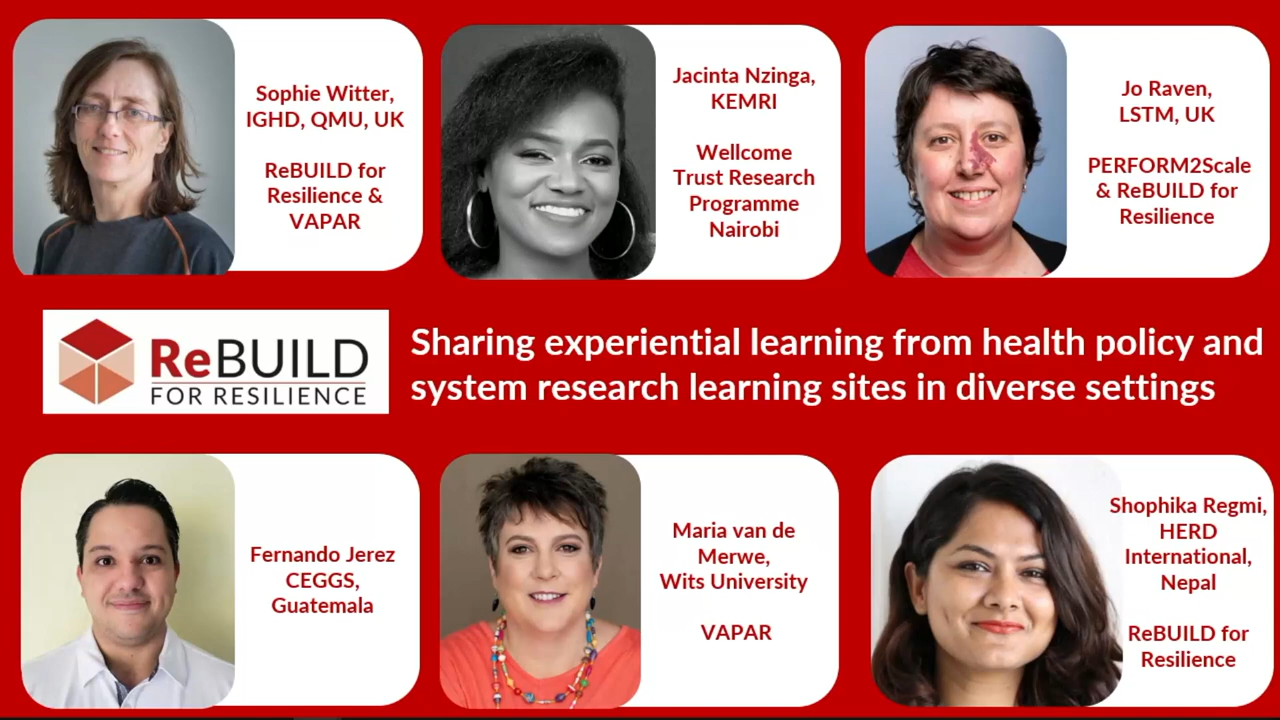 Sophie Witter,
IGHD, QMU, UK
ReBUILD for
Resilience &
VAPAR
Jacinta Nzinga,
KEMRI
Wellcome
Trust Research
Programme
Nairobi
Jo Raven,
LSTM, UK
PERFORM2Scale
& ReBUILD for
Resilience
ReBUILD
FOR RESILIENCE
Sharing experiential learning from health policy and
system research learning sites in diverse settings
Fernando Jerez
CEGGS,
Guatemala
Maria van de
Merwe,
Wits University
VAPAR
Shophika Regmi,
HERD
International,
Nepal
ReBUILD for
Resilience